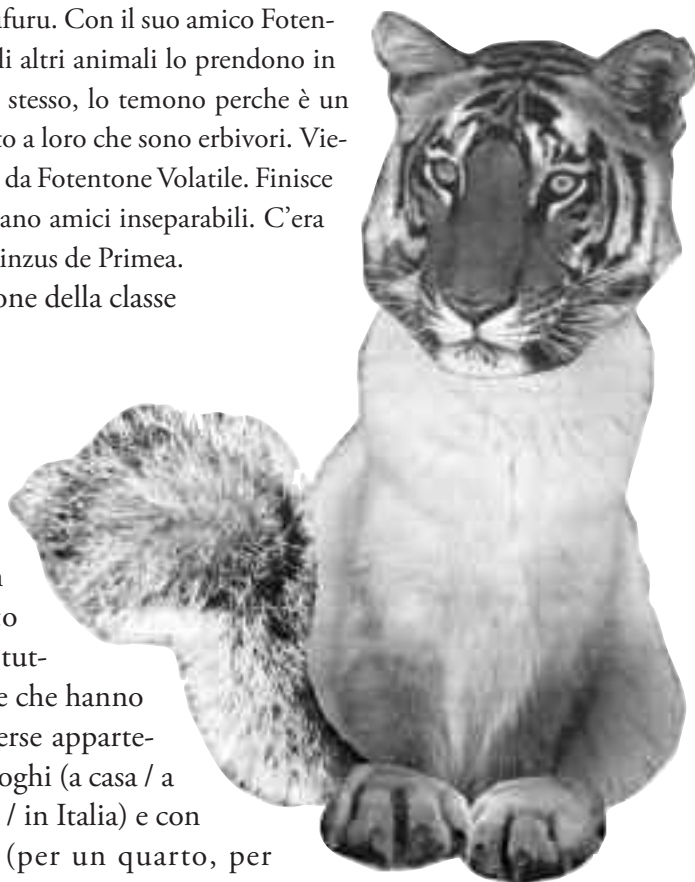 furu. Con il suo amico Foten-
li altri animali lo prendono in
stesso, lo temono perche è un
to a loro che sono erbivori. Vie-
da Fotentone Volatile. Finisce
ano amici inseparabili. C'era
inzus de Primea.
one della classe
to
tut-
e che hanno
erse apparte-
oghi (a casa / a
/ in Italia) e con
(per un quarto, per